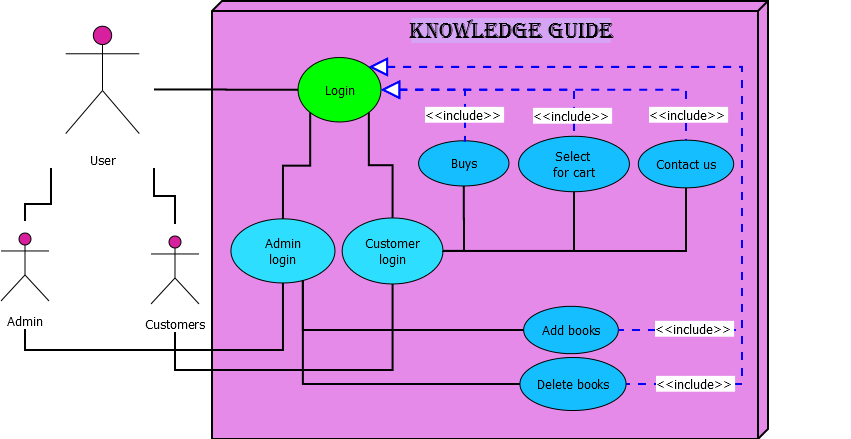 KNOWLEDGE GUIDE
Login
<<include>>
<<include>>
<<include>>
User
Buys
Select
for cart
Contact us
Admin
login
Customer
login
Admin
Customers
Add books
<<include>>
Delete books
<<include>>